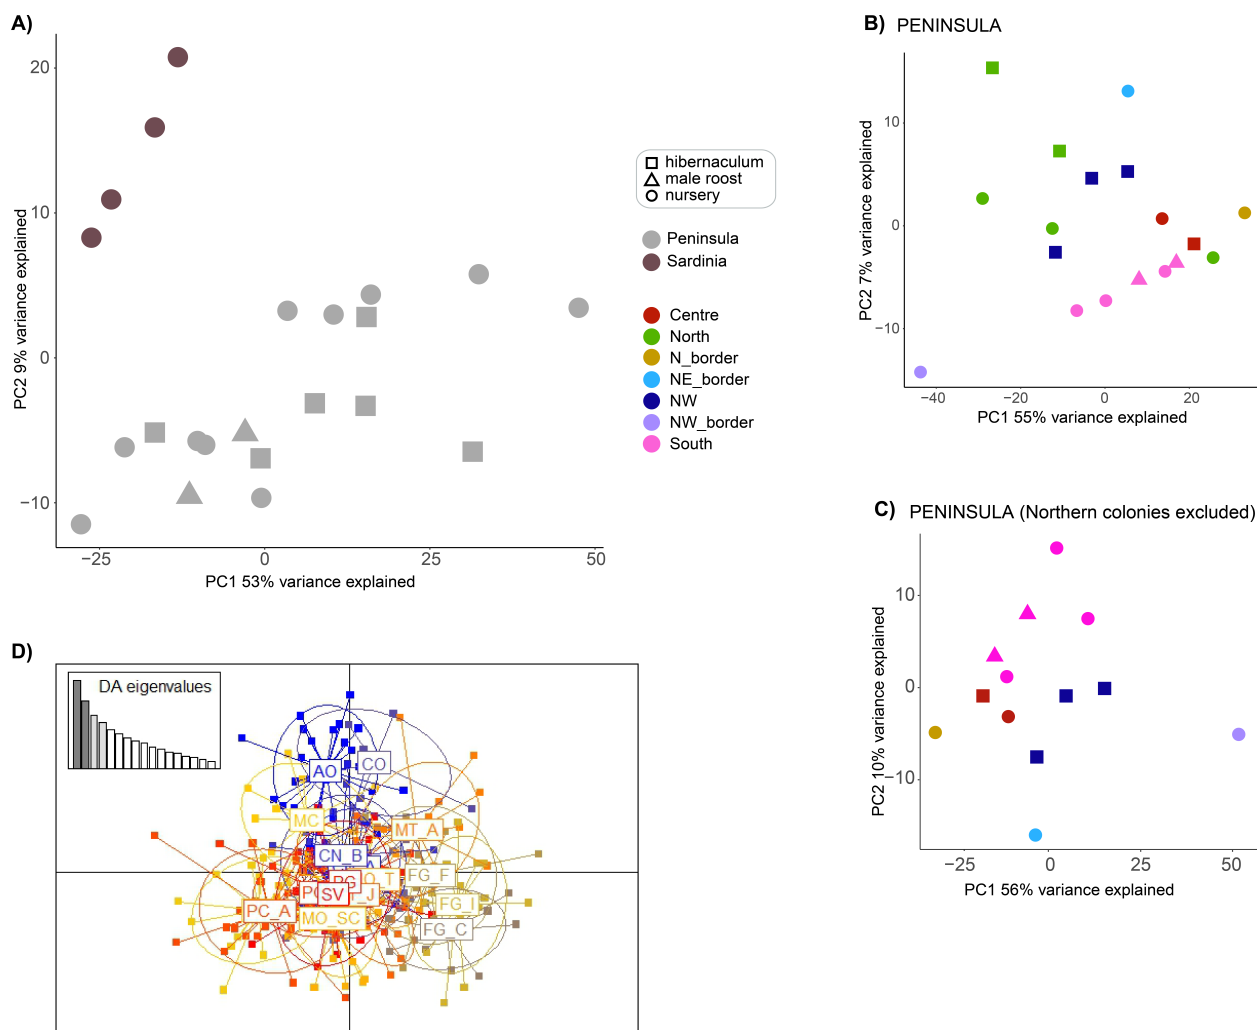 A)
20
10
0
−10
−25
0
25
50
PC2 9% variance explained
PC1 53% variance explained
hibernaculum
male roost
nursery
Peninsula
Sardinia
Centre
North
N_border
NE_border
NW
NW_border
South
B) PENINSULA
10
0
−10
−40
−20
0
20
PC2 7% variance explained
PC1 55% variance explained
C) PENINSULA (Northern colonies excluded)
10
0
−10
−25
0
25
50
PC2 10% variance explained
PC1 56% variance explained
D)
DA eigenvalues
AO
CO
MC
MT_A
CN_B
FG_F
SV
FG_I
PC_A
MO_SC
FG_C